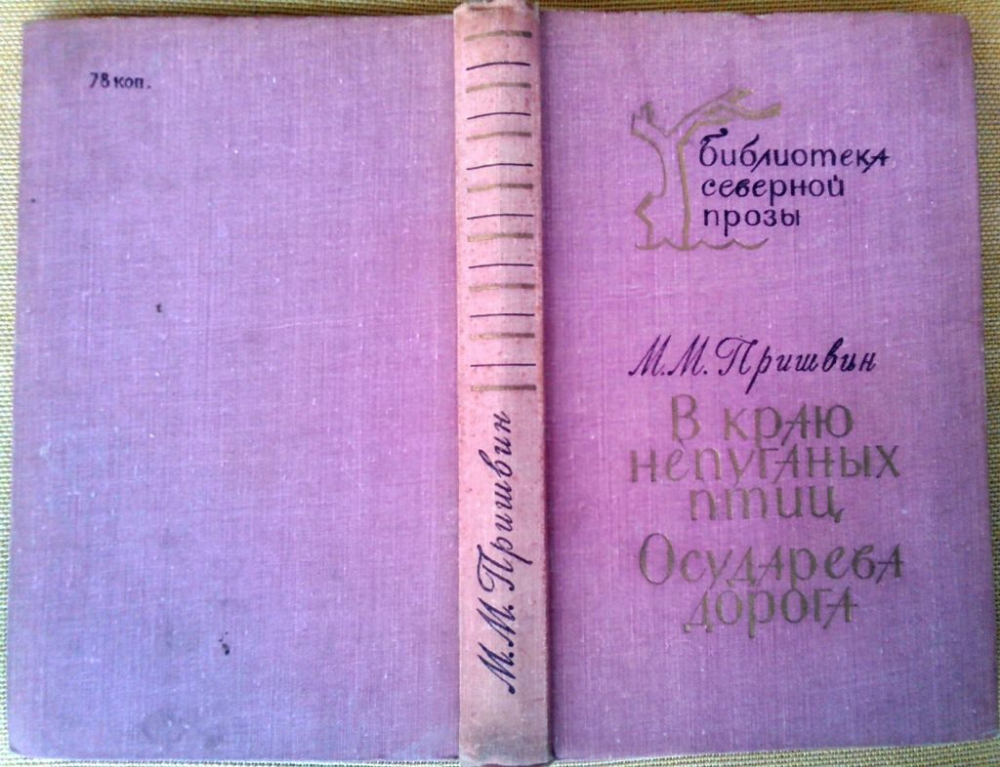 78 коп.
М.М. Пришвин
библиотека
северной
прозы
М.М. Пришвин
В краю
непуганых
птиц
Осударева
дорога